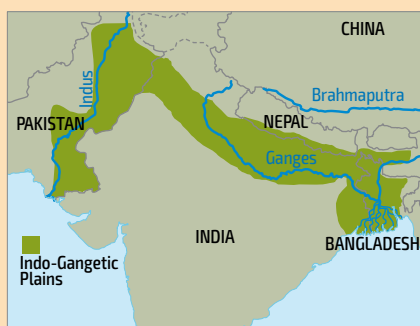 CHINA
Indus
Brahmaputra
PAKISTAN
NEPAL
Ganges
INDIA
BANGLADESH
Indo-Gangetic
Plains